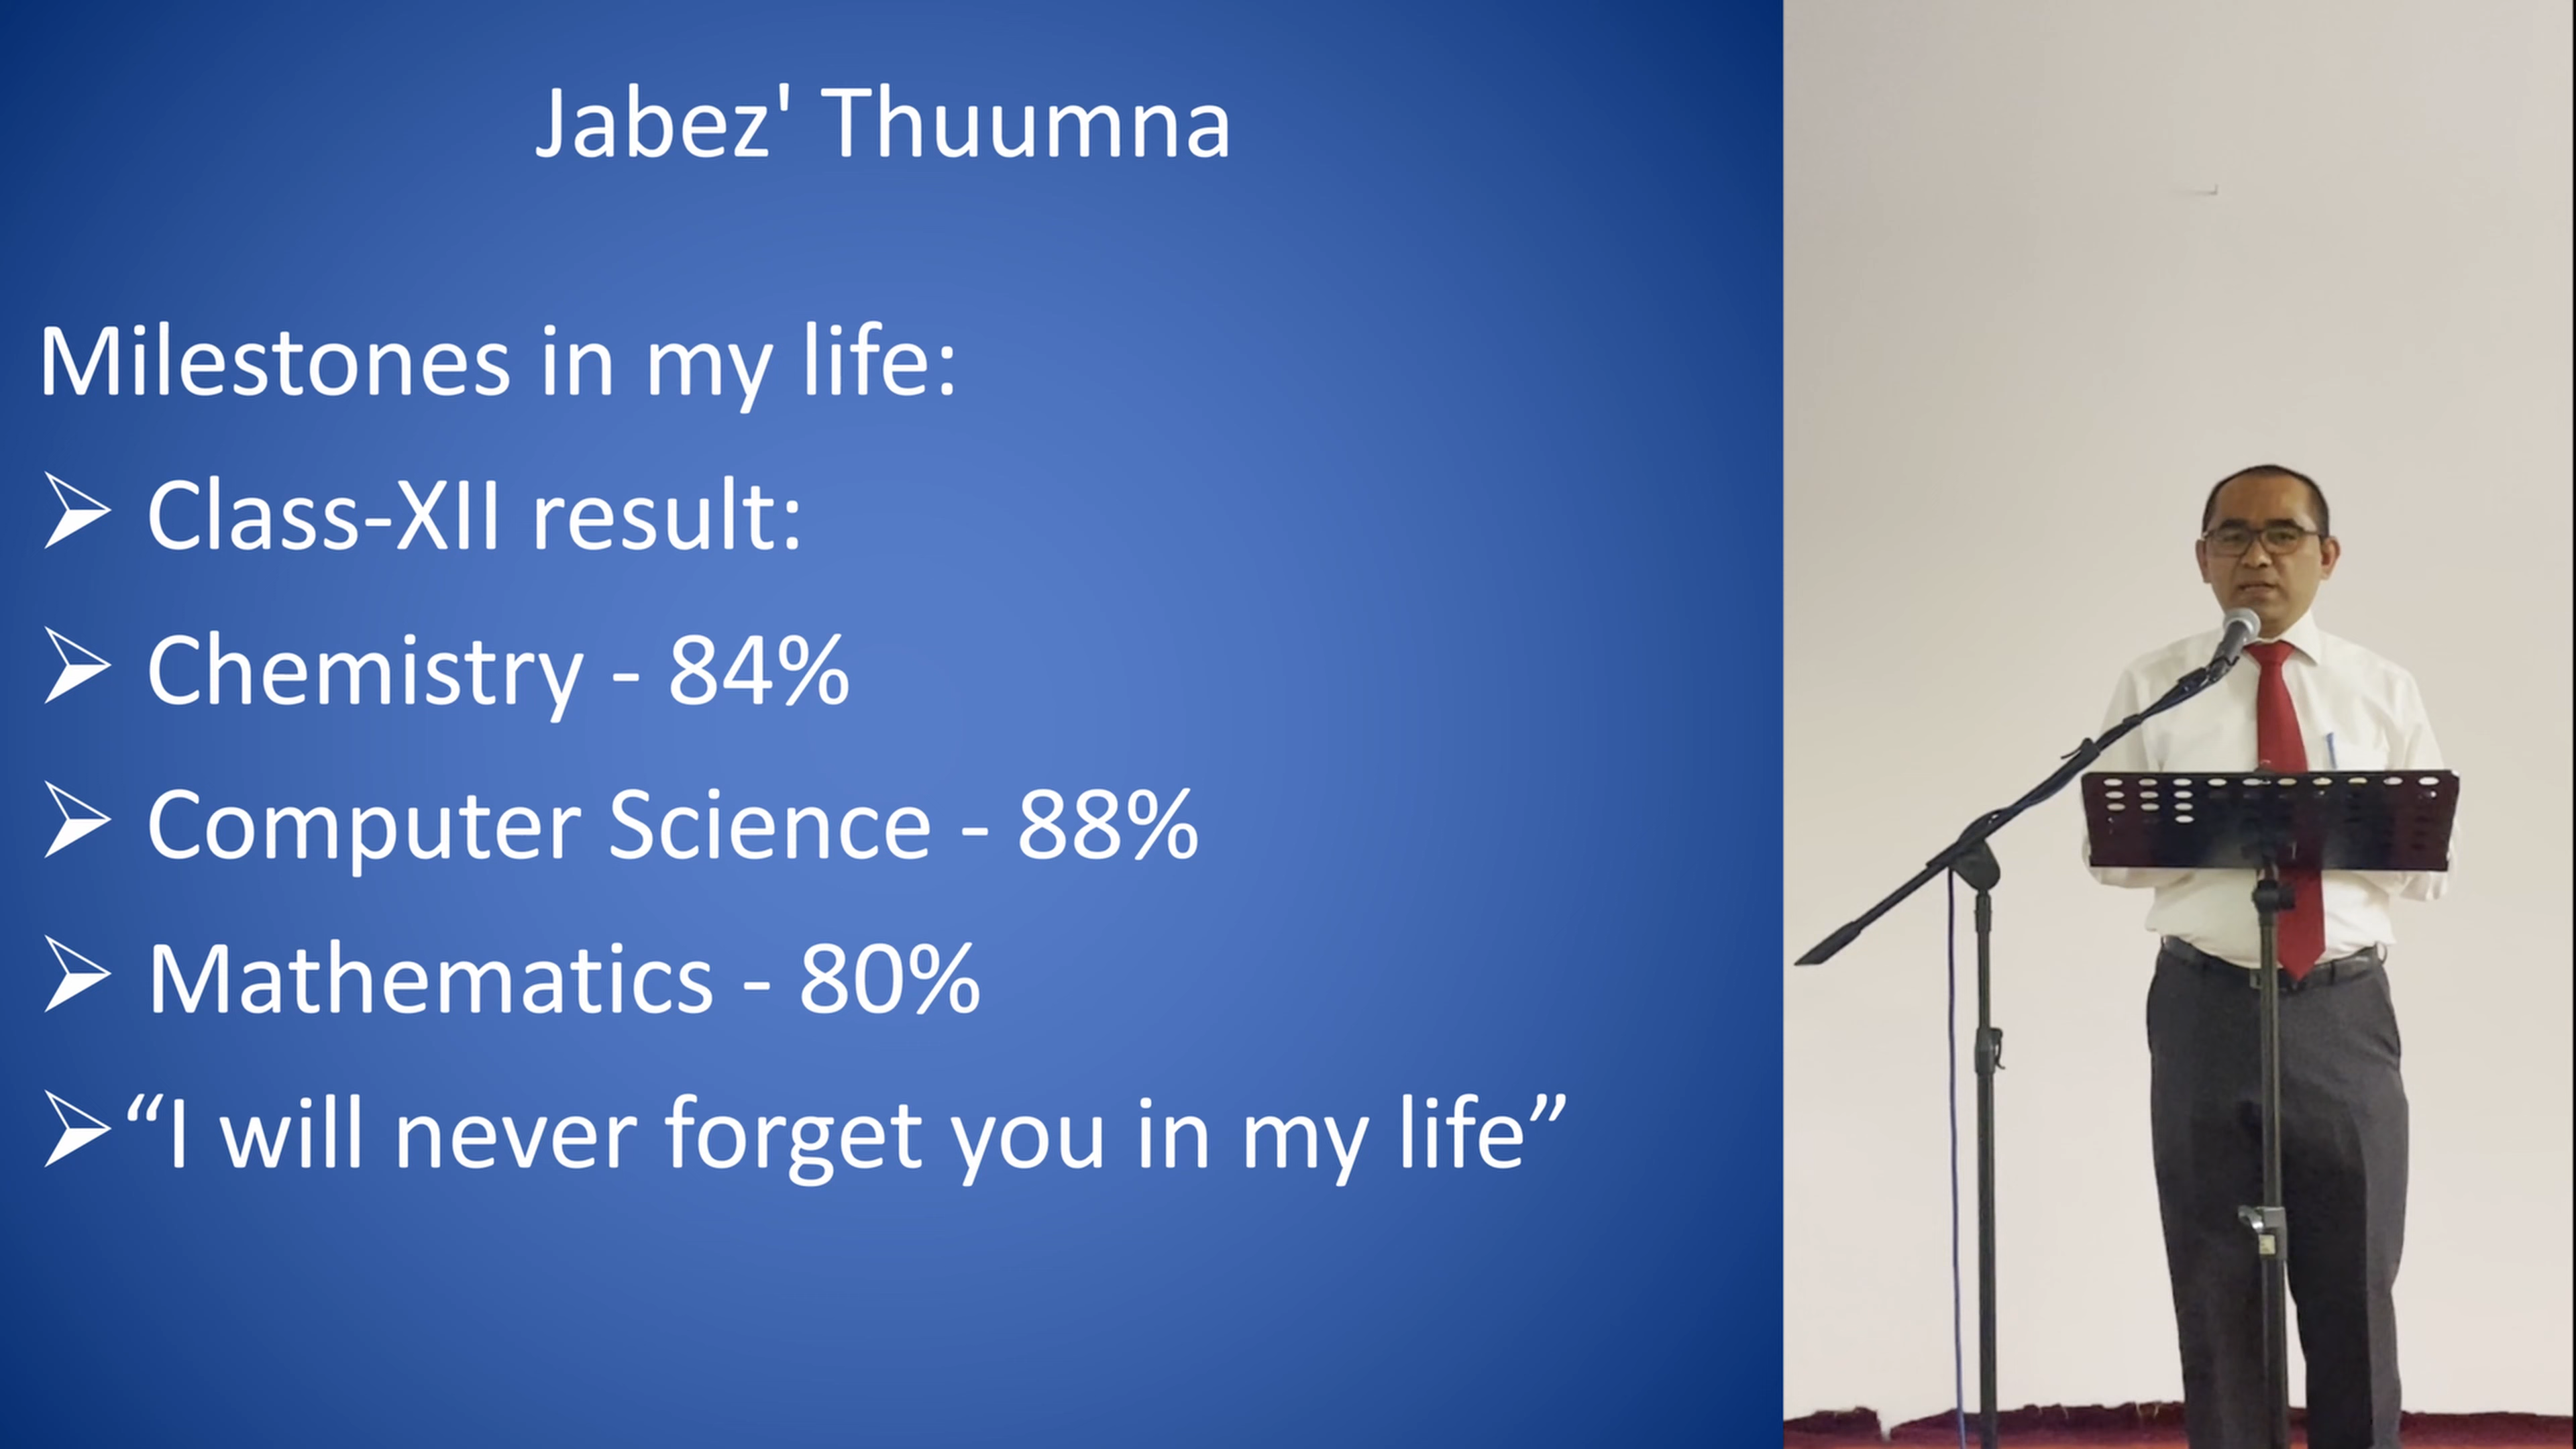 Jabez' Thuumna
Milestones in my life:
➢ Class-XII result:
➢ Chemistry - 84%
➢ Computer Science - 88%
➢ Mathematics - 80%
➢“I will never forget you in my life”